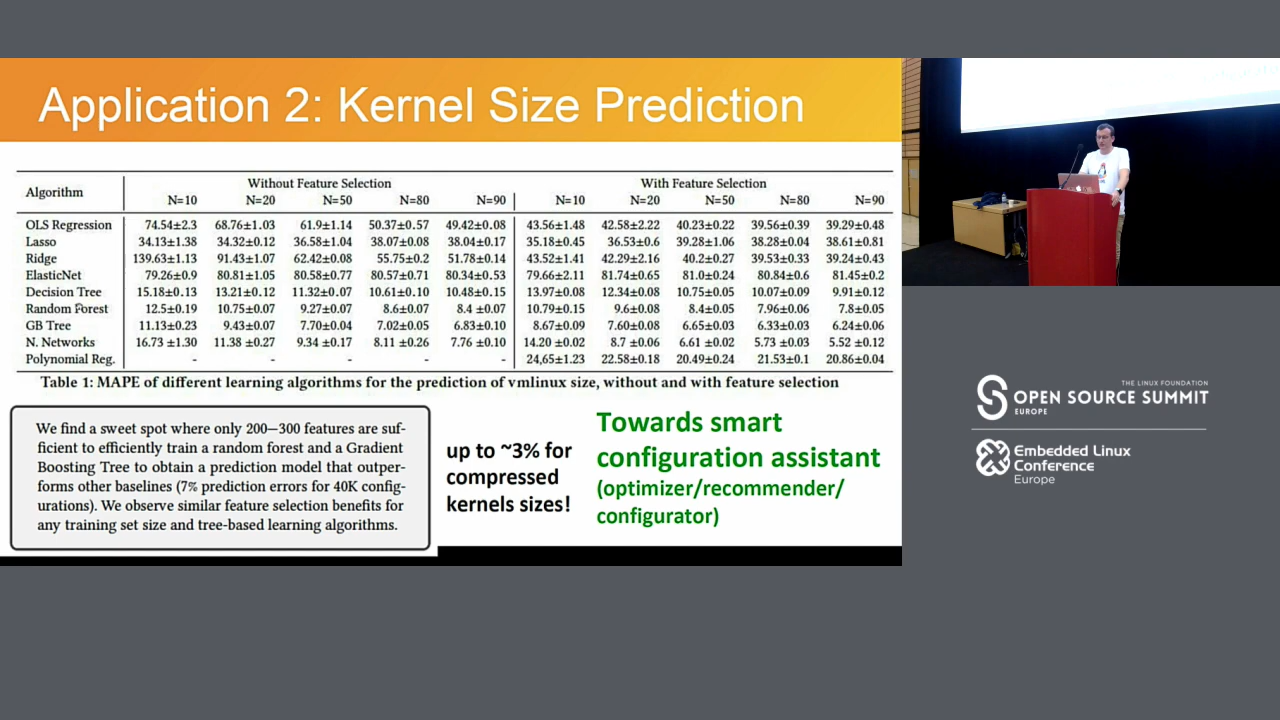 Application 2: Kernel Size Prediction
Algorithm
Without Feature Selection
With Feature Selection
N=10 N=20 N=50 N=80 N=90 N=10 N=20 N=50 N=80 N=90
OLS Regression 74.54±2.3 68.76±1.03 61.9±1.14 50.37±0.57 49.42±0.08 43.56±1.48 42.58±2.22 40.23±0.22 39.56±0.39 39.29±0.48
Lasso 34.13±1.38 34.32±0.12 36.58±1.04 38.07±0.08 38.04±0.17 35.18±0.45 36.53±0.6 39.28±1.06 38.28±0.04 38.61±0.81
Ridge 139.63±1.13 91.43±1.07 62.42±0.08 55.75±0.2 51.78±0.14 43.52±1.41 42.29±2.16 40.2±0.27 39.53±0.33 39.24±0.43
ElasticNet 79.26±0.9 80.81±1.05 80.58±0.77 80.57±0.71 80.34±0.53 79.66±2.11 81.74±0.65 81.0±0.24 80.84±0.6 81.45±0.2
Decision Tree 15.18±0.13 13.21±0.12 11.32±0.07 10.61±0.10 10.48±0.15 13.97±0.08 12.34±0.08 10.75±0.05 10.07±0.09 9.91±0.12
Random Forest 12.5±0.19 10.75±0.07 9.27±0.07 8.6±0.07 8.4 ±0.07 10.79±0.15 9.6±0.08 8.4±0.05 7.96±0.06 7.8±0.05
GB Tree 11.13±0.23 9.43±0.07 7.70±0.04 7.02±0.05 6.83±0.10 8.67±0.09 7.60±0.08 6.65±0.03 6.33±0.03 6.24±0.06
N. Networks 16.73 ±1.30 11.38 ±0.27 9.34 ±0.17 8.11 ±0.26 7.76 ±0.10 14.20 ±0.02 8.7 ±0.06 6.61 ±0.02 5.73 ±0.03 5.52 ±0.12
Polynomial Reg. - - - - - 24,65±1.23 22.58±0.18 20.49±0.24 21.53±0.1 20.86±0.04
Table 1: MAPE of different learning algorithms for the prediction of vmlinux size, without and with feature selection
We find a sweet spot where only 200–300 features are suf-
ficient to efficiently train a random forest and a Gradient
Boosting Tree to obtain a prediction model that outper-
forms other baselines (7% prediction errors for 40K config-
urations). We observe similar feature selection benefits for
any training set size and tree-based learning algorithms.
up to ~3% for
compressed
kernels sizes!
Towards smart
configuration assistant
(optimizer/recommender/
configurator)
THE LINUX FOUNDATION
OPEN SOURCE SUMMIT
EUROPE
Embedded Linux
Conference
Europe